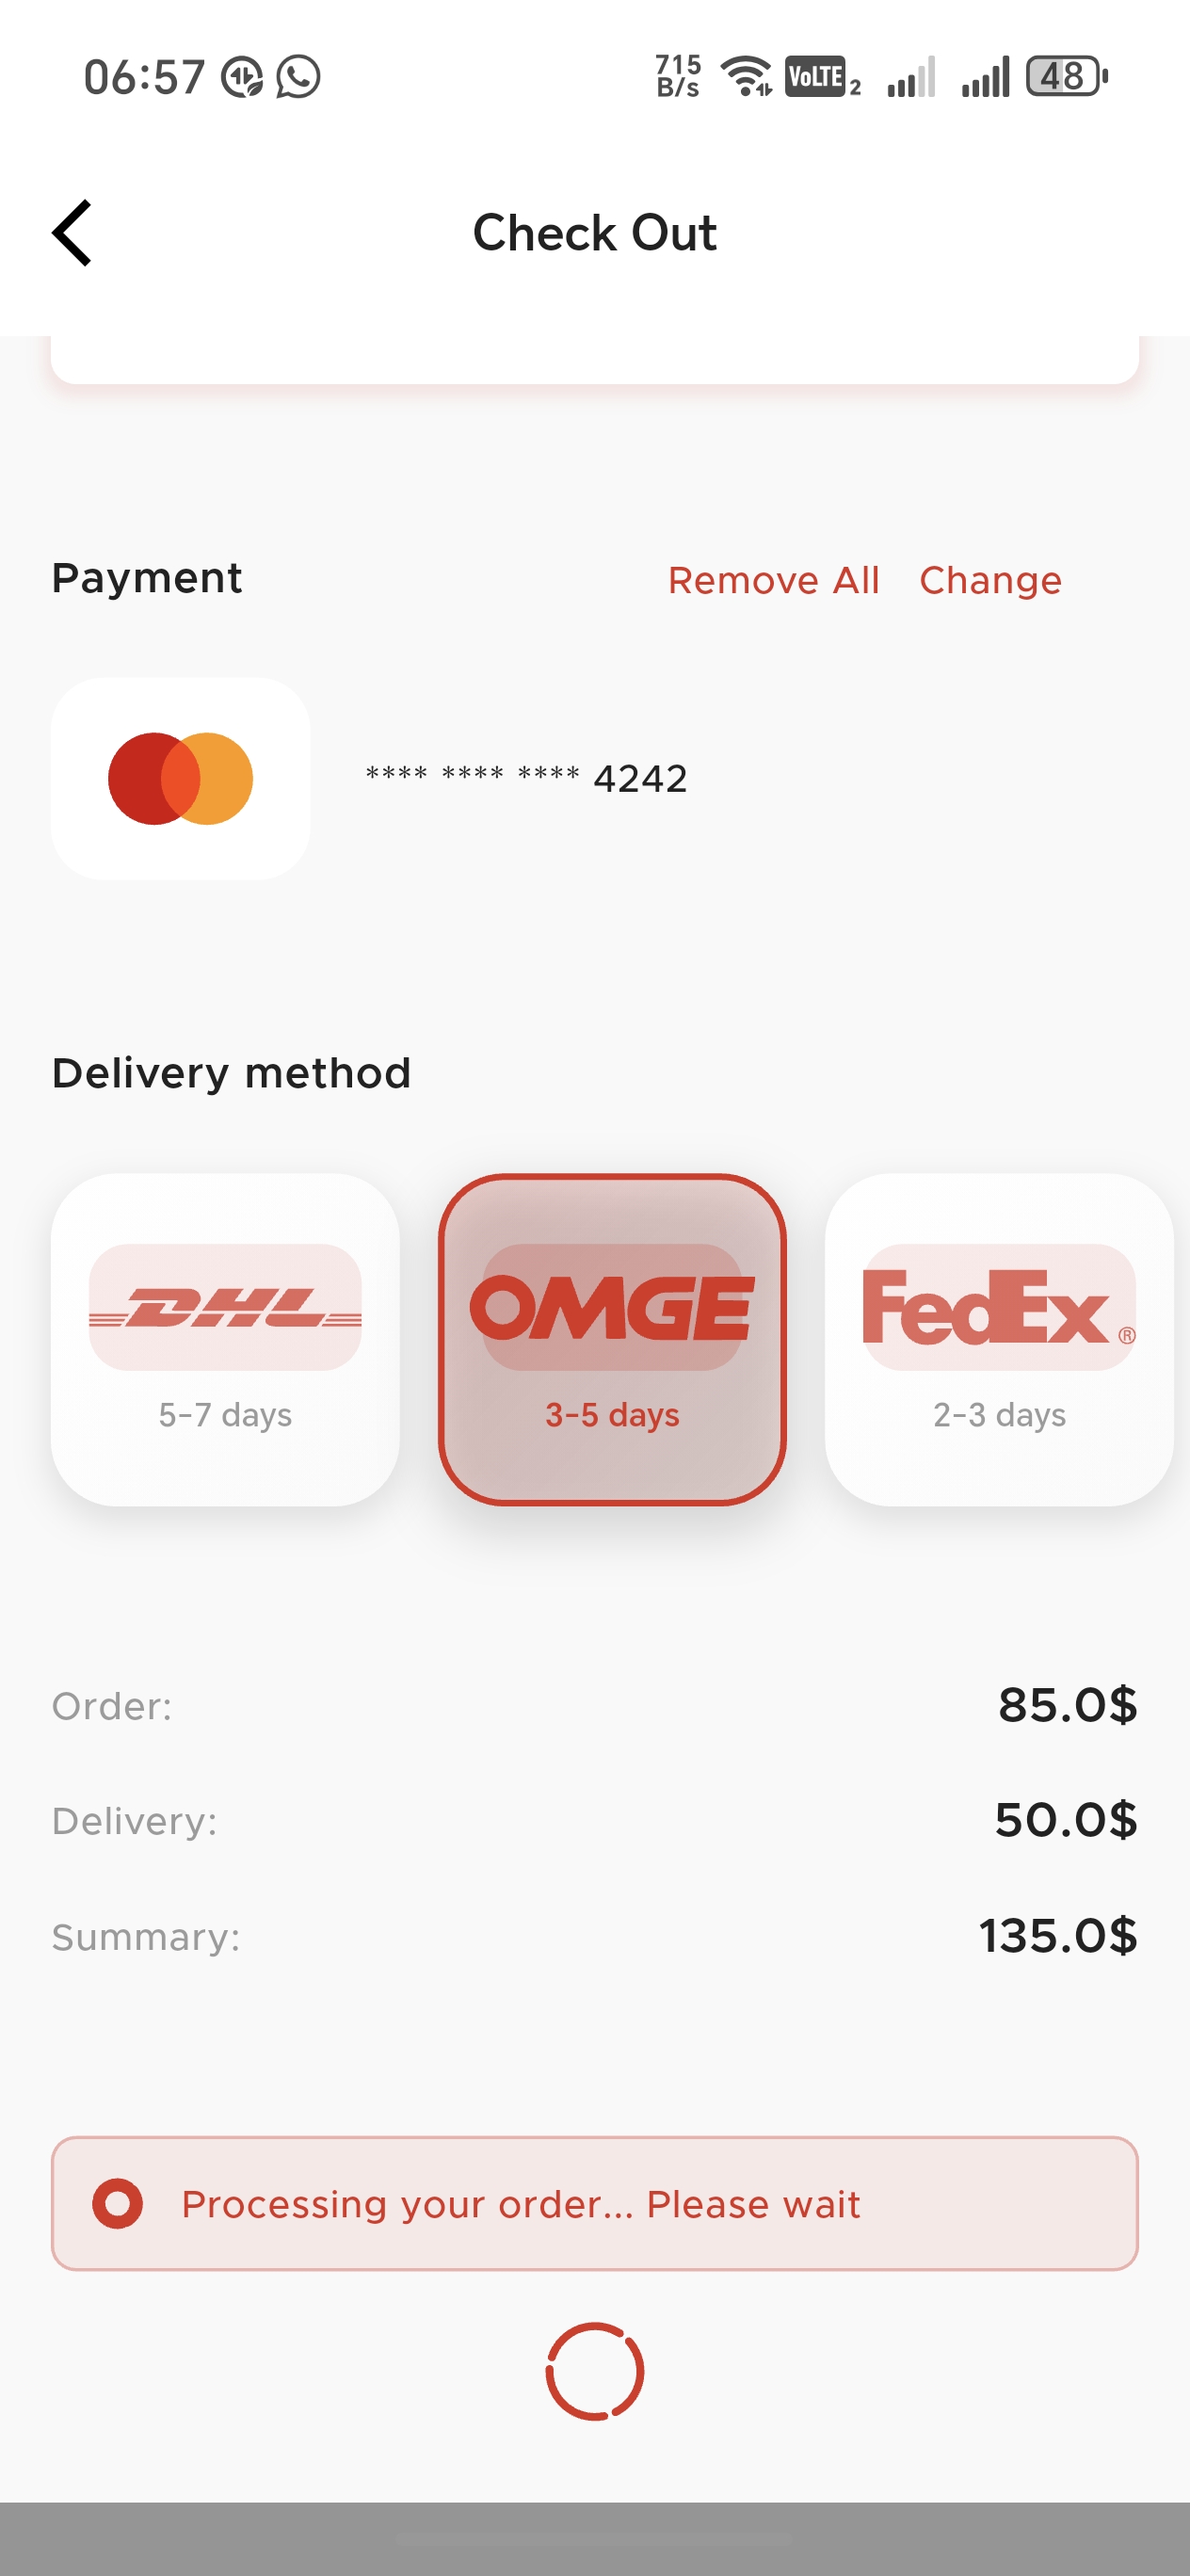 06:57 715 B/s VoLTE 2 48
Check Out
Payment Remove All Change
**** **** **** 4242
Delivery method
DHL OMGE FedEx®
5-7 days 3-5 days 2-3 days
Order: 85.0$
Delivery: 50.0$
Summary: 135.0$
Processing your order... Please wait